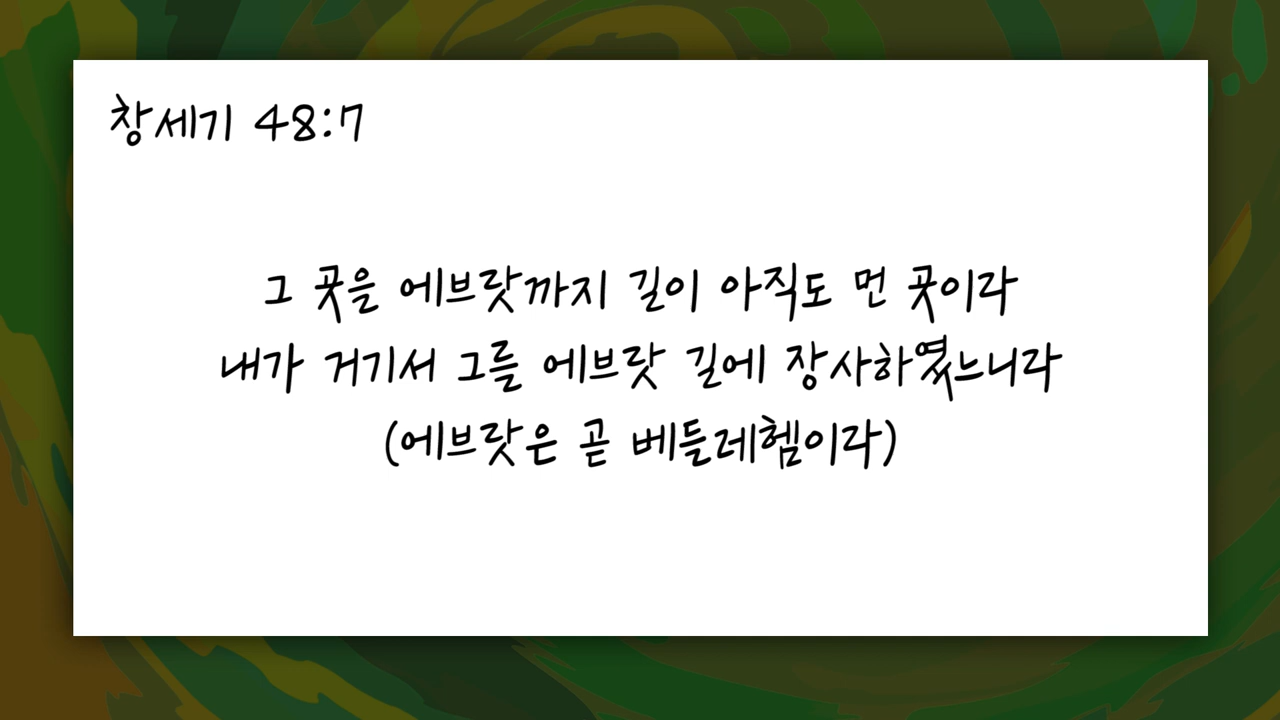 창세기 48:7
그 곳을 에브랏까지 길이 아직도 먼 곳이라
내가 거기서 그를 에브랏 길에 장사하였느니라
(에브랏은 곧 베들레헴이라)